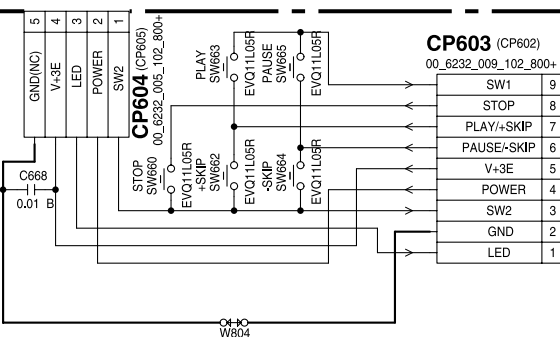 5 GND(NC)
4 V+3E
3 LED
2 POWER
1 SW2
CP604 (CP605)
00_6232_005_102_800+
C668
0.01 B
STOP
SW660
EVQ11L05R
PLAY
SW663
EVQ11L05R
+SKIP
SW662
EVQ11L05R
PAUSE
SW665
EVQ11L05R
-SKIP
SW664
EVQ11L05R
CP603 (CP602)
00_6232_009_102_800+
SW1 9
STOP 8
PLAY/+SKIP 7
PAUSE/-SKIP 6
V+3E 5
POWER 4
SW2 3
GND 2
LED 1
W804